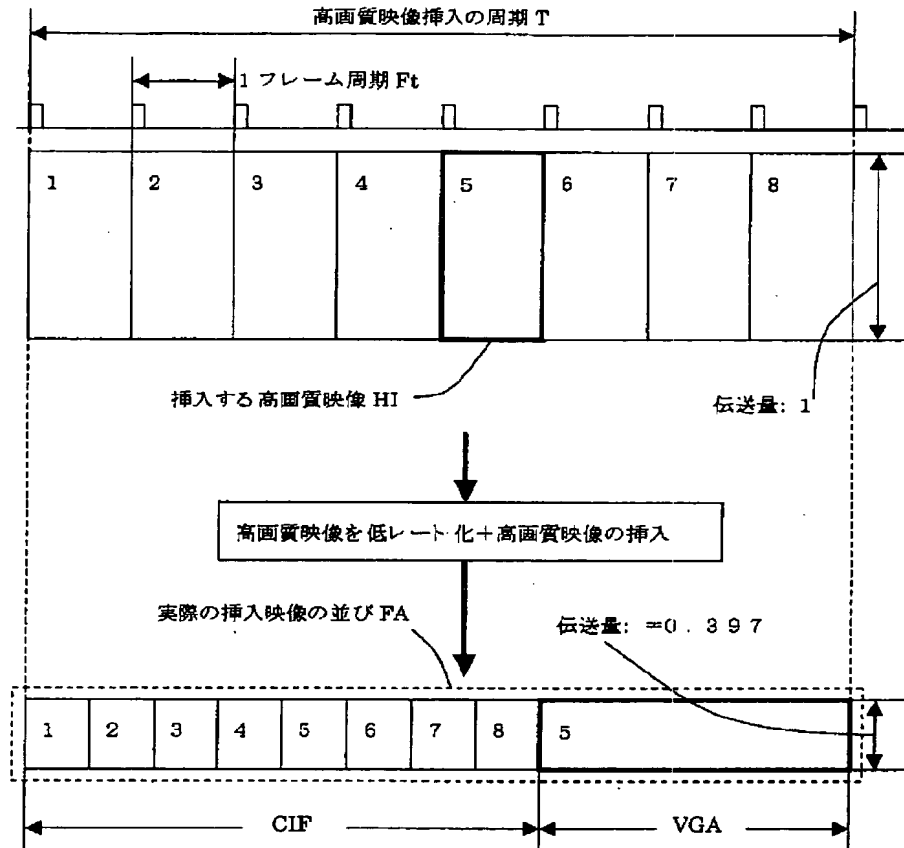 高画質映像挿入の周期 T
1 フレーム周期 Ft
1 2 3 4 5 6 7 8
挿入する高画質映像 HI
伝送量: 1
高画質映像を低レート化+高画質映像の挿入
実際の挿入映像の並び FA
伝送量: =0.397
1 2 3 4 5 6 7 8 5
CIF
VGA